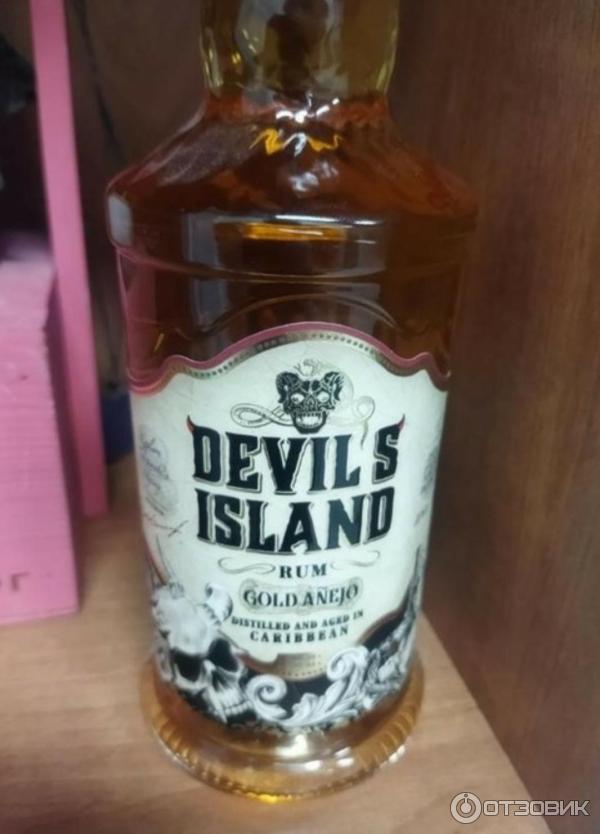 DEVIL'S
ISLAND
RUM
GOLD AÑEJO
DISTILLED AND AGED IN
CARIBBEAN
ОТЗОВИК